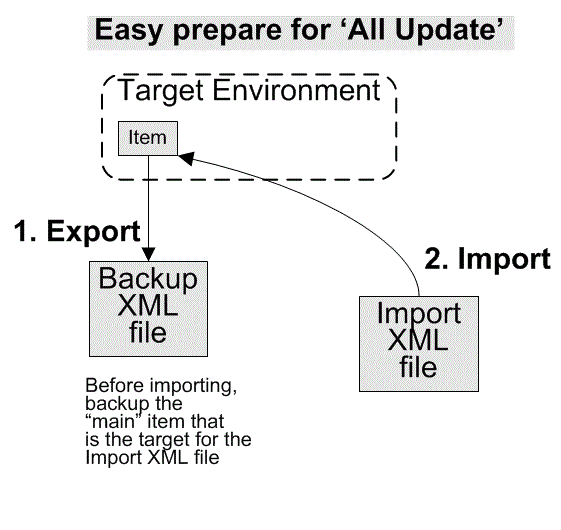 Easy prepare for ‘All Update’
Target Environment
Item
1. Export
2. Import
Backup
XML
file
Import
XML
file
Before importing,
backup the
“main” item that
is the target for the
Import XML file